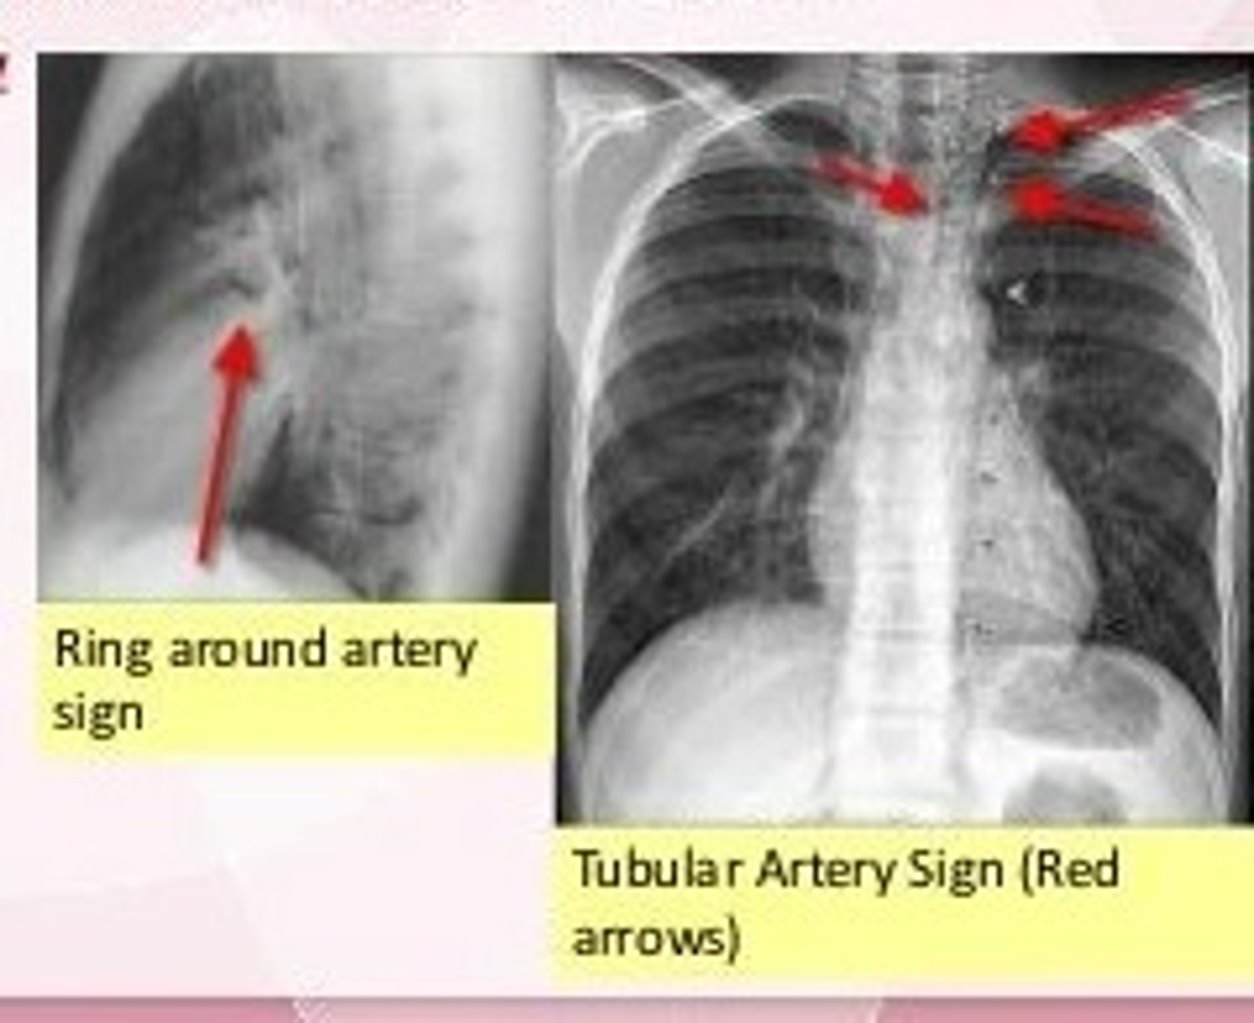 Ring around artery
sign
Tubular Artery Sign (Red
arrows)